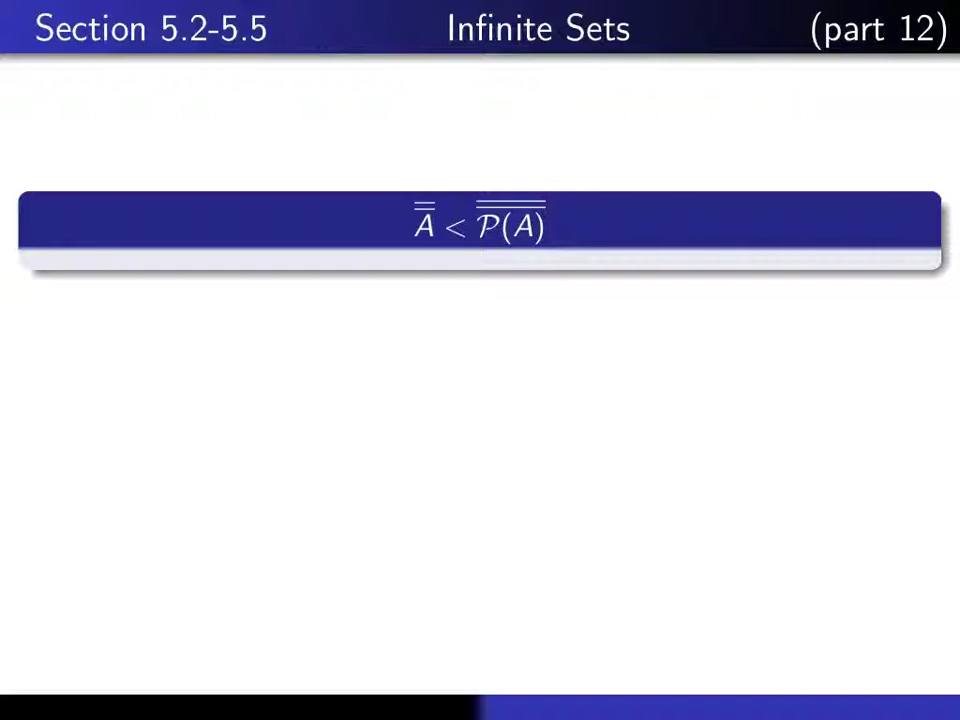 Section 5.2-5.5 Infinite Sets (part 12)
$\overline{\overline{A}} < \overline{\overline{\mathcal{P}(A)}}$